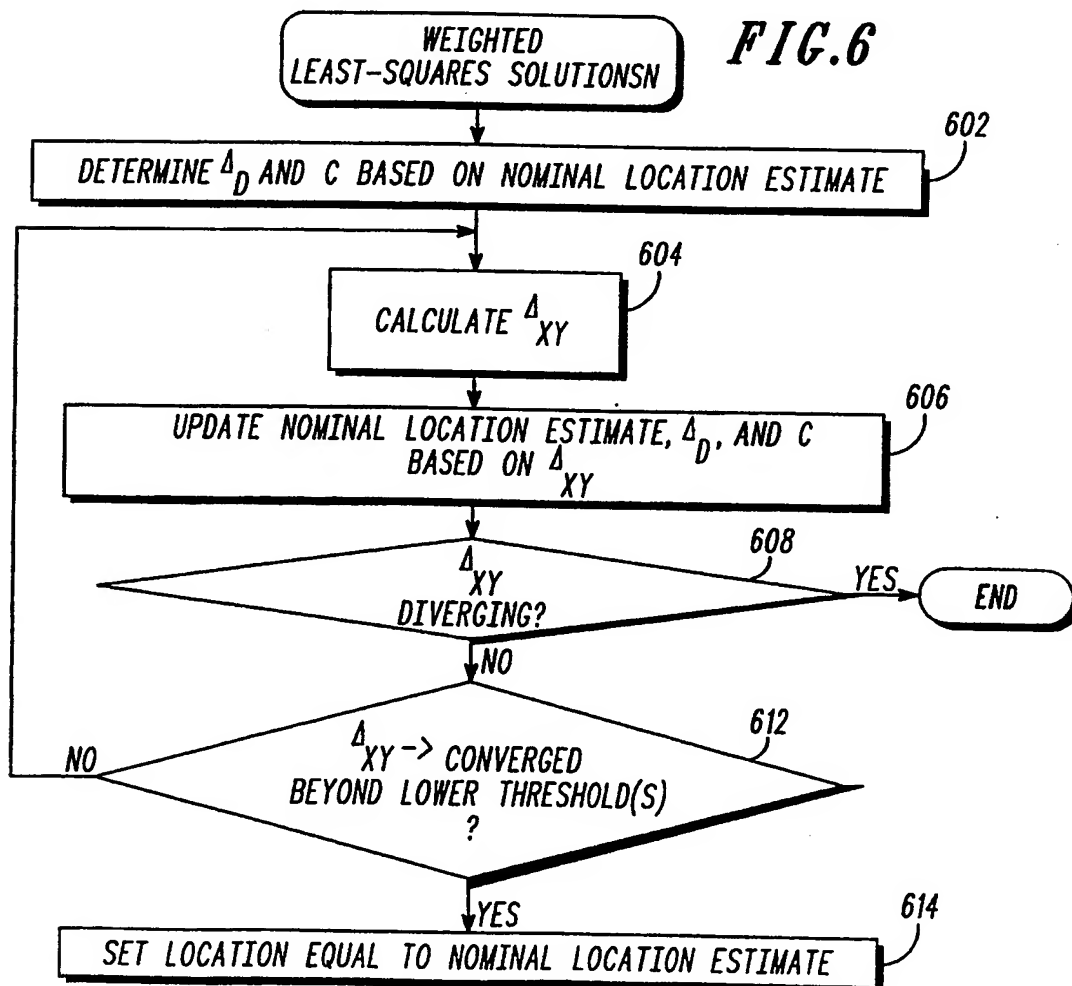 FIG.6
WEIGHTED
LEAST-SQUARES SOLUTIONSN
602
DETERMINE Δ_D AND C BASED ON NOMINAL LOCATION ESTIMATE
604
CALCULATE Δ_XY
606
UPDATE NOMINAL LOCATION ESTIMATE, Δ_D, AND C
BASED ON Δ_XY
608
Δ_XY
DIVERGING?
YES
END
NO
612
Δ_XY -> CONVERGED
BEYOND LOWER THRESHOLD(S)
?
NO
YES
614
SET LOCATION EQUAL TO NOMINAL LOCATION ESTIMATE